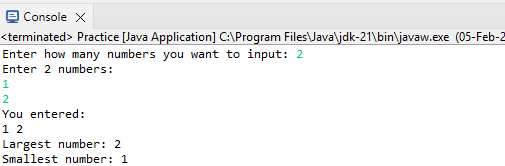 Console
<terminated> Practice [Java Application] C:\Program Files\Java\jdk-21\bin\javaw.exe (05-Feb-2
Enter how many numbers you want to input: 2
Enter 2 numbers:
1
2
You entered:
1 2
Largest number: 2
Smallest number: 1